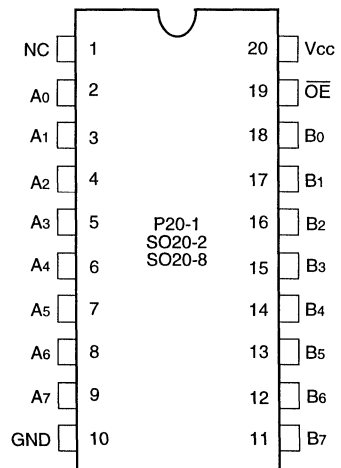 NC 1 20 Vcc
A0 2 19 OE
A1 3 18 B0
A2 4 17 B1
A3 5 P20-1 16 B2
SO20-2
A4 6 SO20-8 15 B3
A5 7 14 B4
A6 8 13 B5
A7 9 12 B6
GND 10 11 B7